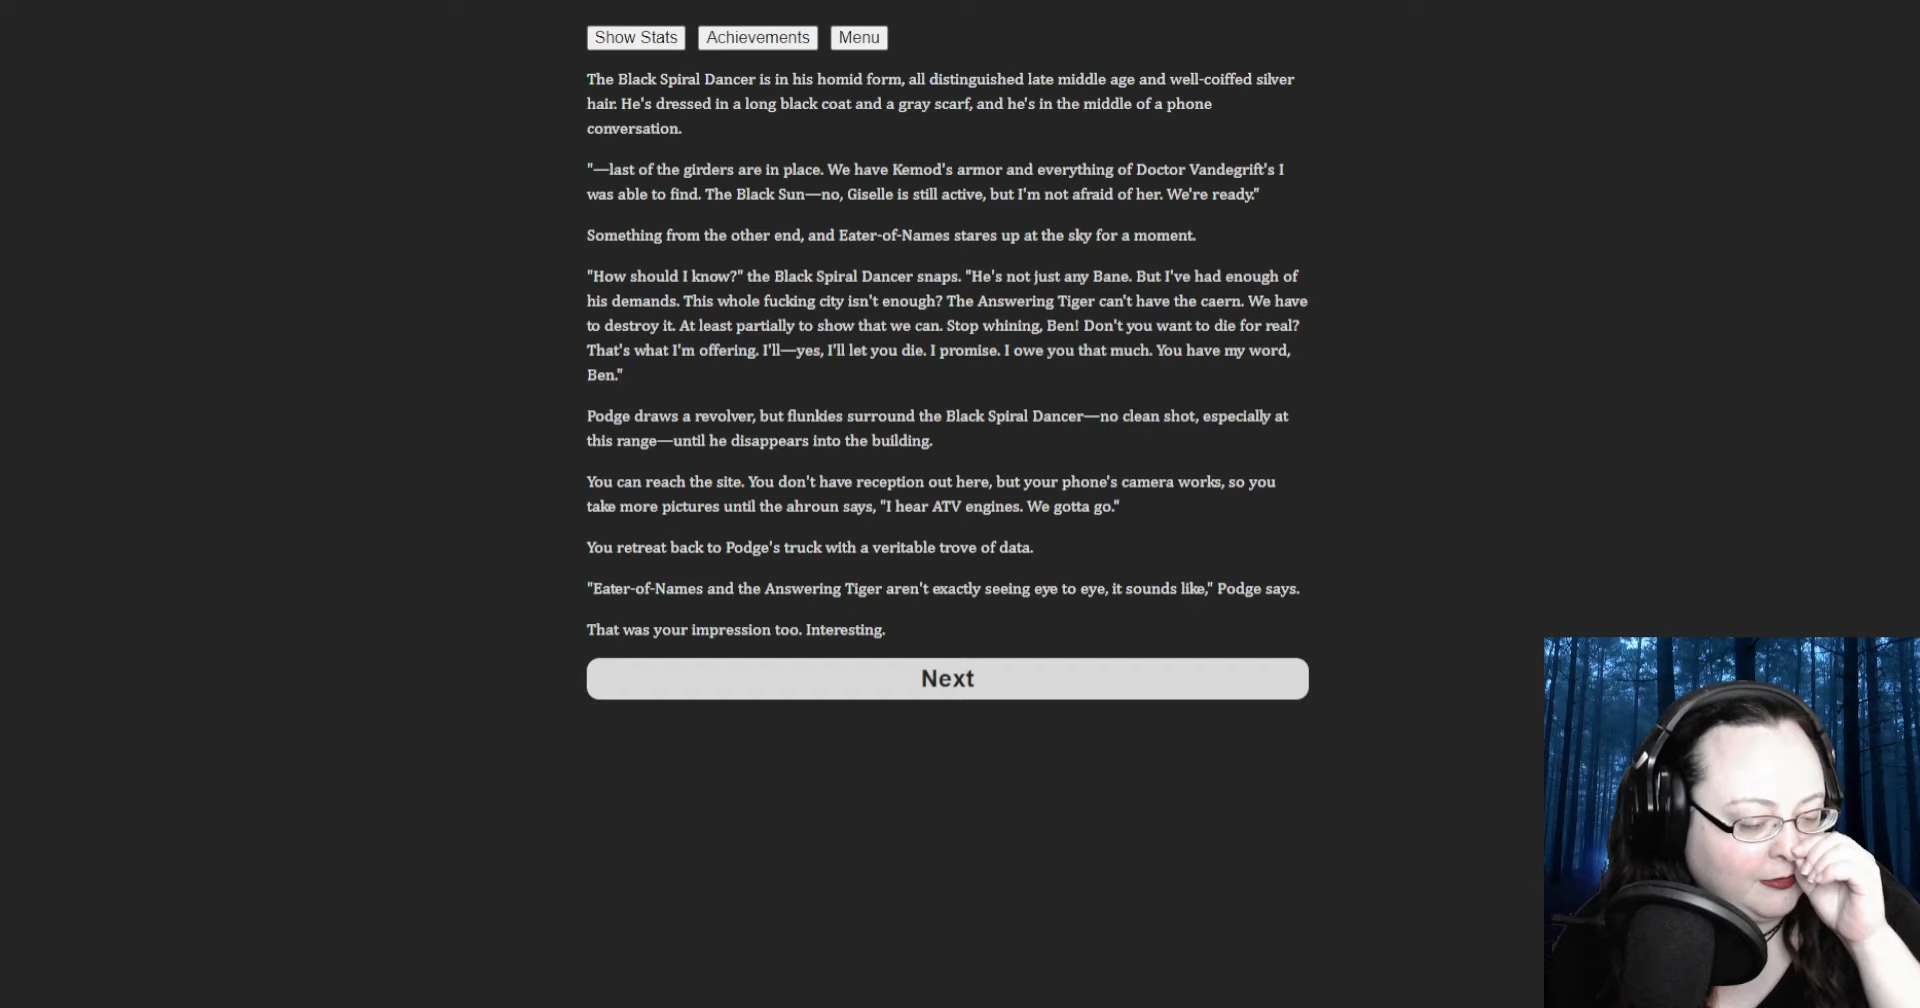 Show Stats Achievements Menu
The Black Spiral Dancer is in his homid form, all distinguished late middle age and well-coiffed silver
hair. He's dressed in a long black coat and a gray scarf, and he's in the middle of a phone
conversation.
"—last of the girders are in place. We have Kemod's armor and everything of Doctor Vandegrift's I
was able to find. The Black Sun—no, Giselle is still active, but I'm not afraid of her. We're ready."
Something from the other end, and Eater-of-Names stares up at the sky for a moment.
"How should I know?" the Black Spiral Dancer snaps. "He's not just any Bane. But I've had enough of
his demands. This whole fucking city isn't enough? The Answering Tiger can't have the caern. We have
to destroy it. At least partially to show that we can. Stop whining, Ben! Don't you want to die for real?
That's what I'm offering. I'll—yes, I'll let you die. I promise. I owe you that much. You have my word,
Ben."
Podge draws a revolver, but flunkies surround the Black Spiral Dancer—no clean shot, especially at
this range—until he disappears into the building.
You can reach the site. You don't have reception out here, but your phone's camera works, so you
take more pictures until the ahroun says, "I hear ATV engines. We gotta go."
You retreat back to Podge's truck with a veritable trove of data.
"Eater-of-Names and the Answering Tiger aren't exactly seeing eye to eye, it sounds like," Podge says.
That was your impression too. Interesting.
Next